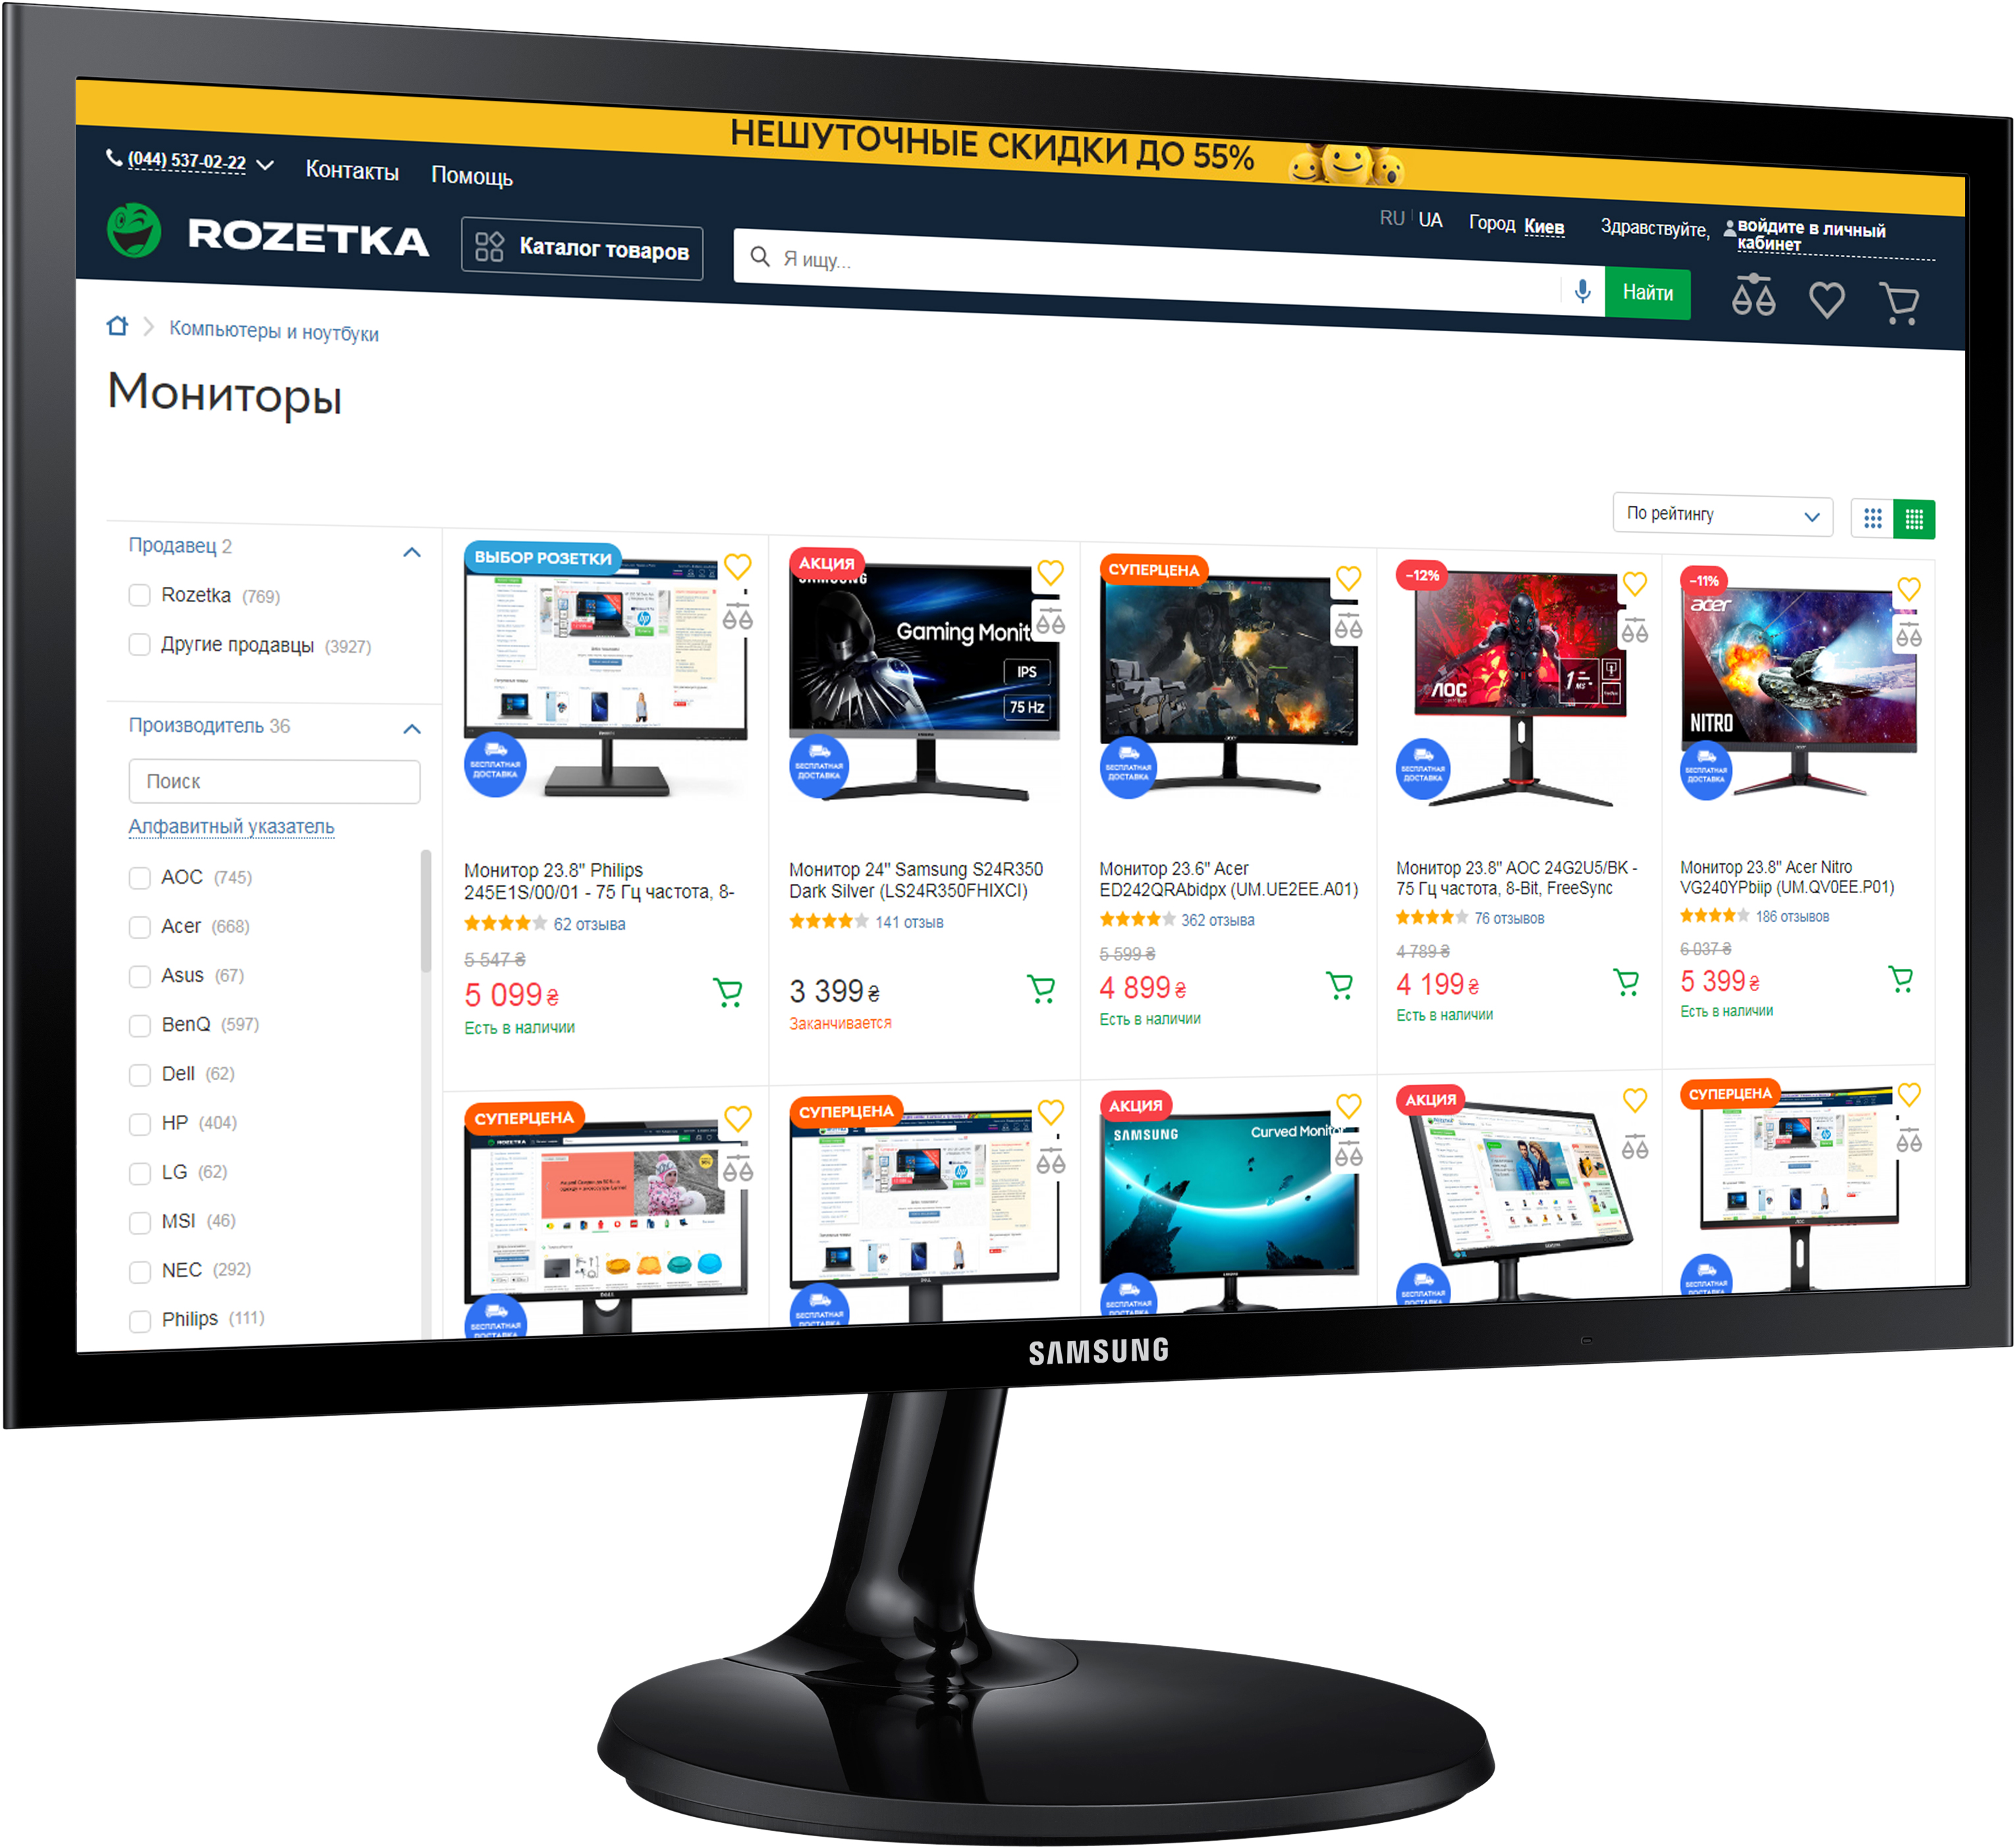 НЕШУТОЧНЫЕ СКИДКИ ДО 55%
(044) 537-02-22
Контакты
Помощь
RU UA
Город Киев
Здравствуйте,
войдите в личный
кабинет
ROZETKA
Каталог товаров
Я ищу...
Найти
Компьютеры и ноутбуки
Мониторы
По рейтингу
Продавец 2
Rozetka (769)
Другие продавцы (3927)
Производитель 36
Поиск
Алфавитный указатель
AOC (745)
Acer (668)
Asus (67)
BenQ (597)
Dell (62)
HP (404)
LG (62)
MSI (46)
NEC (292)
Philips (111)
ВЫБОР РОЗЕТКИ
БЕСПЛАТНАЯ
ДОСТАВКА
Монитор 23.8" Philips
245E1S/00/01 - 75 Гц частота, 8-
62 отзыва
5 547 ₴
5 099 ₴
Есть в наличии
АКЦИЯ
SAMSUNG
Gaming Monit
IPS
75 Hz
БЕСПЛАТНАЯ
ДОСТАВКА
Монитор 24" Samsung S24R350
Dark Silver (LS24R350FHIXCI)
141 отзыв
3 399 ₴
Заканчивается
СУПЕРЦЕНА
acer
БЕСПЛАТНАЯ
ДОСТАВКА
Монитор 23.6" Acer
ED242QRAbidpx (UM.UE2EE.A01)
362 отзыва
5 599 ₴
4 899 ₴
Есть в наличии
-12%
AOC
1 MS
БЕСПЛАТНАЯ
ДОСТАВКА
Монитор 23.8" AOC 24G2U5/BK -
75 Гц частота, 8-Bit, FreeSync
76 отзывов
4 789 ₴
4 199 ₴
Есть в наличии
-11%
acer
NITRO
БЕСПЛАТНАЯ
ДОСТАВКА
Монитор 23.8" Acer Nitro
VG240YPbiip (UM.QV0EE.P01)
186 отзывов
6 037 ₴
5 399 ₴
Есть в наличии
СУПЕРЦЕНА
ROZETKA
DELL
БЕСПЛАТНАЯ
ДОСТАВКА
СУПЕРЦЕНА
DELL
БЕСПЛАТНАЯ
ДОСТАВКА
АКЦИЯ
SAMSUNG
Curved Monitor
БЕСПЛАТНАЯ
ДОСТАВКА
АКЦИЯ
БЕСПЛАТНАЯ
ДОСТАВКА
СУПЕРЦЕНА
AOC
БЕСПЛАТНАЯ
ДОСТАВКА
SAMSUNG